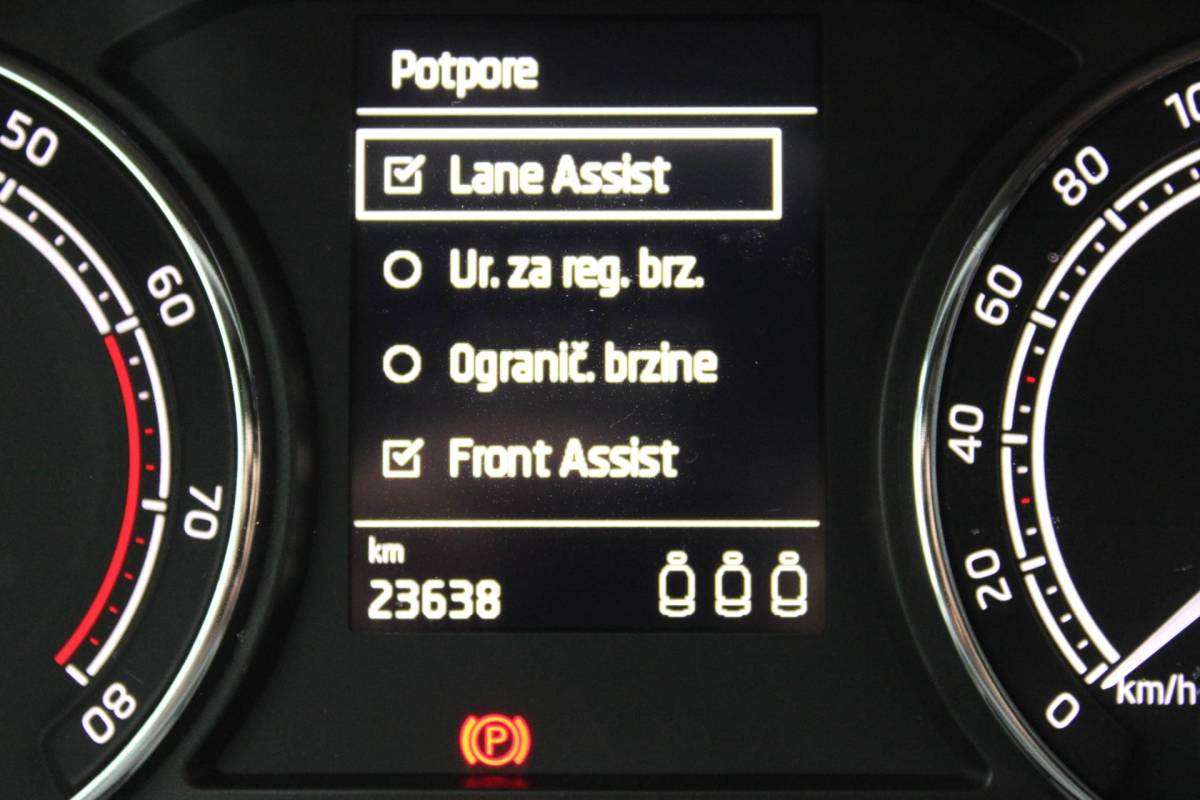 Potpore
Lane Assist
Ur. za reg. brz.
Ogranič. brzine
Front Assist
km
23638
50
60
70
80
P
80
60
40
20
0
km/h